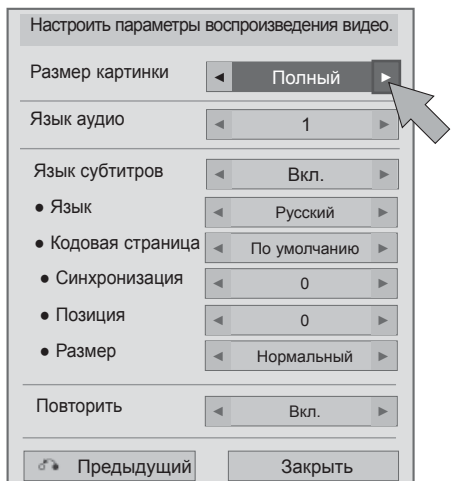 Настроить параметры воспроизведения видео.
Размер картинки ◄ Полный ►
Язык аудио ◄ 1 ►
Язык субтитров ◄ Вкл. ►
● Язык ◄ Русский ►
● Кодовая страница ◄ По умолчанию ►
● Синхронизация ◄ 0 ►
● Позиция ◄ 0 ►
● Размер ◄ Нормальный ►
Повторить ◄ Вкл. ►
Предыдущий Закрыть